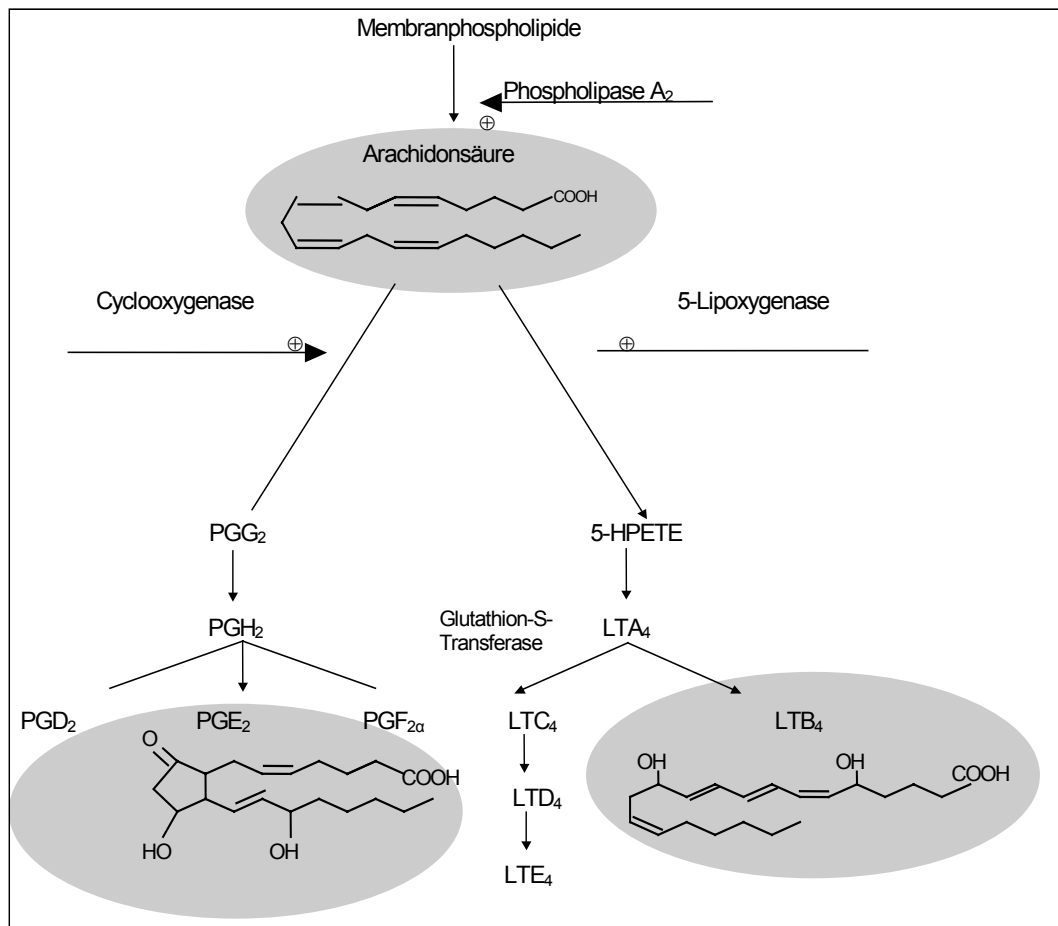 Membranphospholipide
Phospholipase A₂
⊕
Arachidonsäure
COOH
Cyclooxygenase
5-Lipoxygenase
⊕
⊕
PGG₂
5-HPETE
PGH₂
Glutathion-S-
Transferase
LTA₄
PGD₂
PGE₂
PGF₂α
LTC₄
LTB₄
O
COOH
HO
OH
OH
OH
COOH
LTD₄
LTE₄